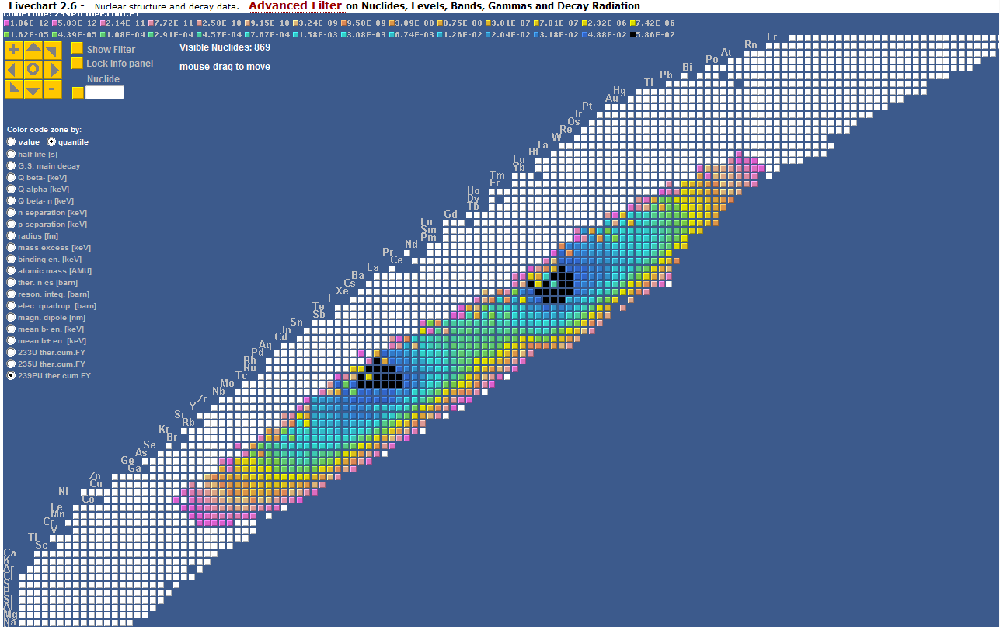 Livechart 2.6 - Nuclear structure and decay data. Advanced Filter on Nuclides, Levels, Bands, Gammas and Decay Radiation
color code: 239PU ther.cum.FY
1.06E-12 5.83E-12 2.14E-11 7.72E-11 2.58E-10 9.15E-10 3.24E-09 9.58E-09 3.09E-08 8.75E-08 3.01E-07 7.01E-07 2.32E-06 7.42E-06
1.62E-05 4.39E-05 1.08E-04 2.91E-04 4.57E-04 7.67E-04 1.58E-03 3.08E-03 6.74E-03 1.26E-02 2.04E-02 3.18E-02 4.88E-02 5.86E-02
+ O -
Show Filter
Lock info panel
Nuclide
Visible Nuclides: 869
mouse-drag to move
Color code zone by:
value quantile
half life [s]
G.S. main decay
Q beta- [keV]
Q alpha [keV]
Q beta- n [keV]
n separation [keV]
p separation [keV]
radius [fm]
mass excess [keV]
binding en. [keV]
atomic mass [AMU]
ther. n cs [barn]
reson. integ. [barn]
elec. quadrup. [barn]
magn. dipole [nm]
mean b- en. [keV]
mean b+ en. [keV]
233U ther.cum.FY
235U ther.cum.FY
239PU ther.cum.FY
Fr
Rn
At
Po
Bi
Pb
Tl
Hg
Au
Pt
Ir
Os
Re
W
Ta
Hf
Lu
Yb
Tm
Er
Ho
Dy
Tb
Gd
Eu
Sm
Pm
Nd
Pr
Ce
La
Ba
Cs
Xe
I
Te
Sb
Sn
In
Cd
Ag
Pd
Rh
Ru
Tc
Mo
Nb
Zr
Y
Sr
Rb
Kr
Br
Se
As
Ge
Ga
Zn
Cu
Ni
Co
Fe
Mn
Cr
V
Ti
Sc
Ca
K
Ar
Cl
S
P
Si
Al
Mg
Na